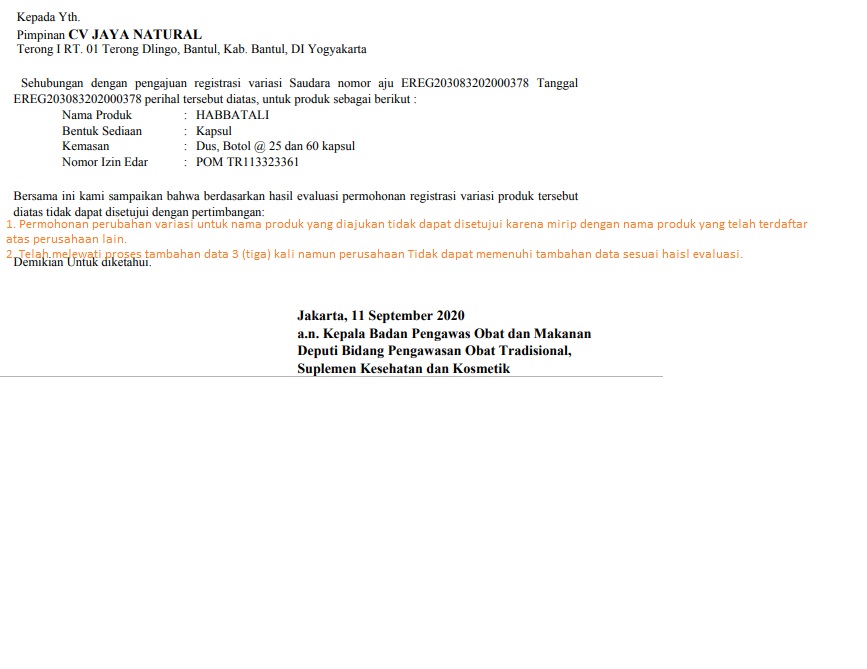 Kepada Yth.
Pimpinan CV JAYA NATURAL
Terong I RT. 01 Terong Dlingo, Bantul, Kab. Bantul, DI Yogyakarta
Sehubungan dengan pengajuan registrasi variasi Saudara nomor aju EREG203083202000378 Tanggal
EREG203083202000378 perihal tersebut diatas, untuk produk sebagai berikut :
Nama Produk : HABBATALI
Bentuk Sediaan : Kapsul
Kemasan : Dus, Botol @ 25 dan 60 kapsul
Nomor Izin Edar : POM TR113323361
Bersama ini kami sampaikan bahwa berdasarkan hasil evaluasi permohonan registrasi variasi produk tersebut
diatas tidak dapat disetujui dengan pertimbangan:
1. Permohonan perubahan variasi untuk nama produk yang diajukan tidak dapat disetujui karena mirip dengan nama produk yang telah terdaftar
atas perusahaan lain.
2. Telah melewati proses tambahan data 3 (tiga) kali namun perusahaan Tidak dapat memenuhi tambahan data sesuai haisl evaluasi.
Demikian Untuk diketahui.
Jakarta, 11 September 2020
a.n. Kepala Badan Pengawas Obat dan Makanan
Deputi Bidang Pengawasan Obat Tradisional,
Suplemen Kesehatan dan Kosmetik